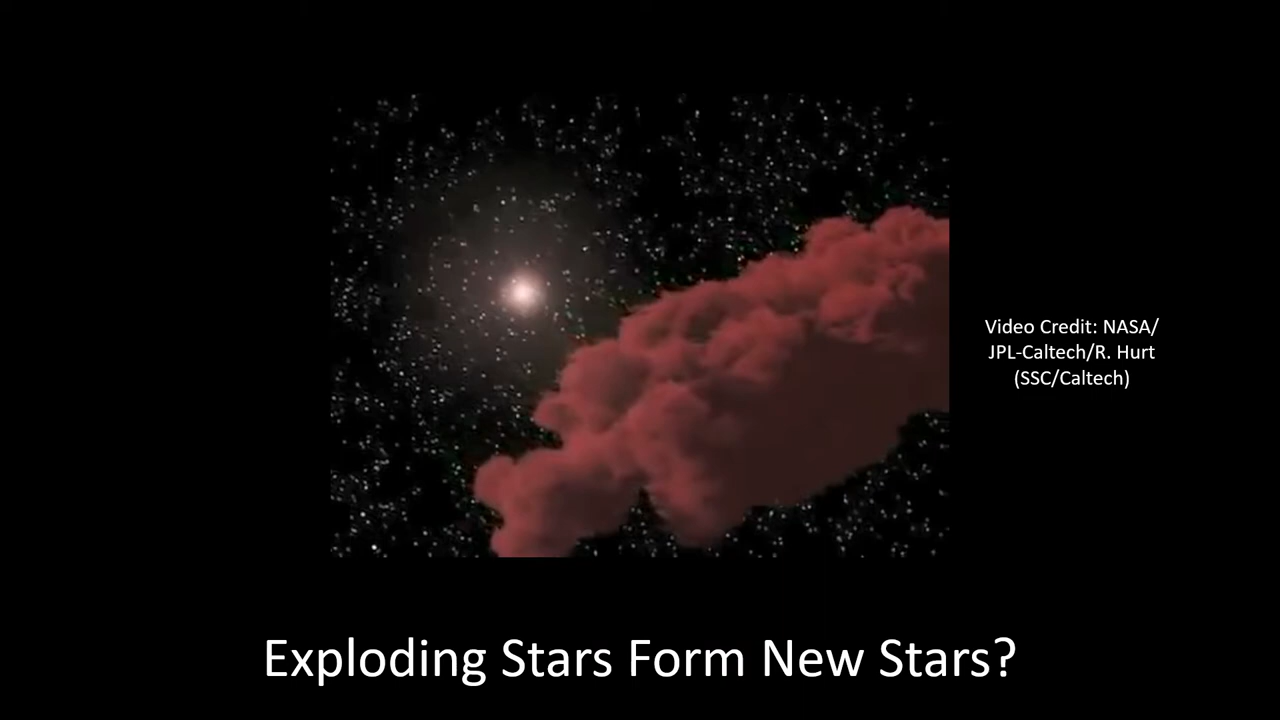 Video Credit: NASA/
JPL-Caltech/R. Hurt
(SSC/Caltech)
Exploding Stars Form New Stars?